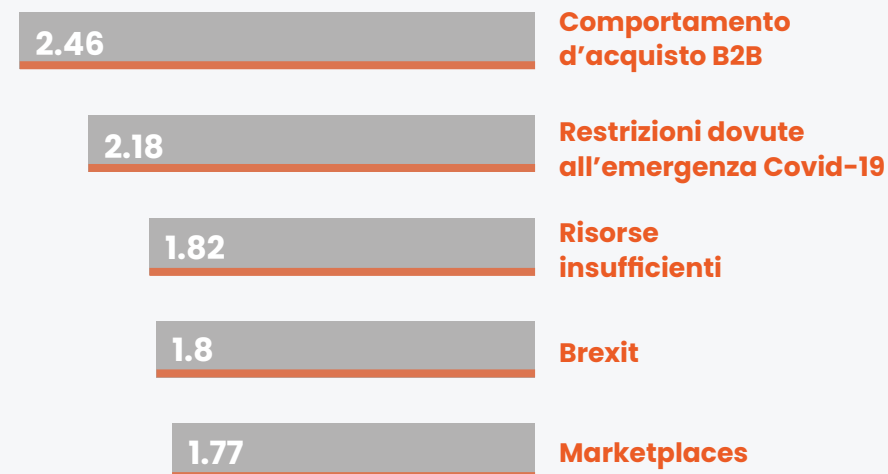 2.46
Comportamento
d’acquisto B2B
2.18
Restrizioni dovute
all’emergenza Covid-19
1.82
Risorse
insufficienti
1.8
Brexit
1.77
Marketplaces